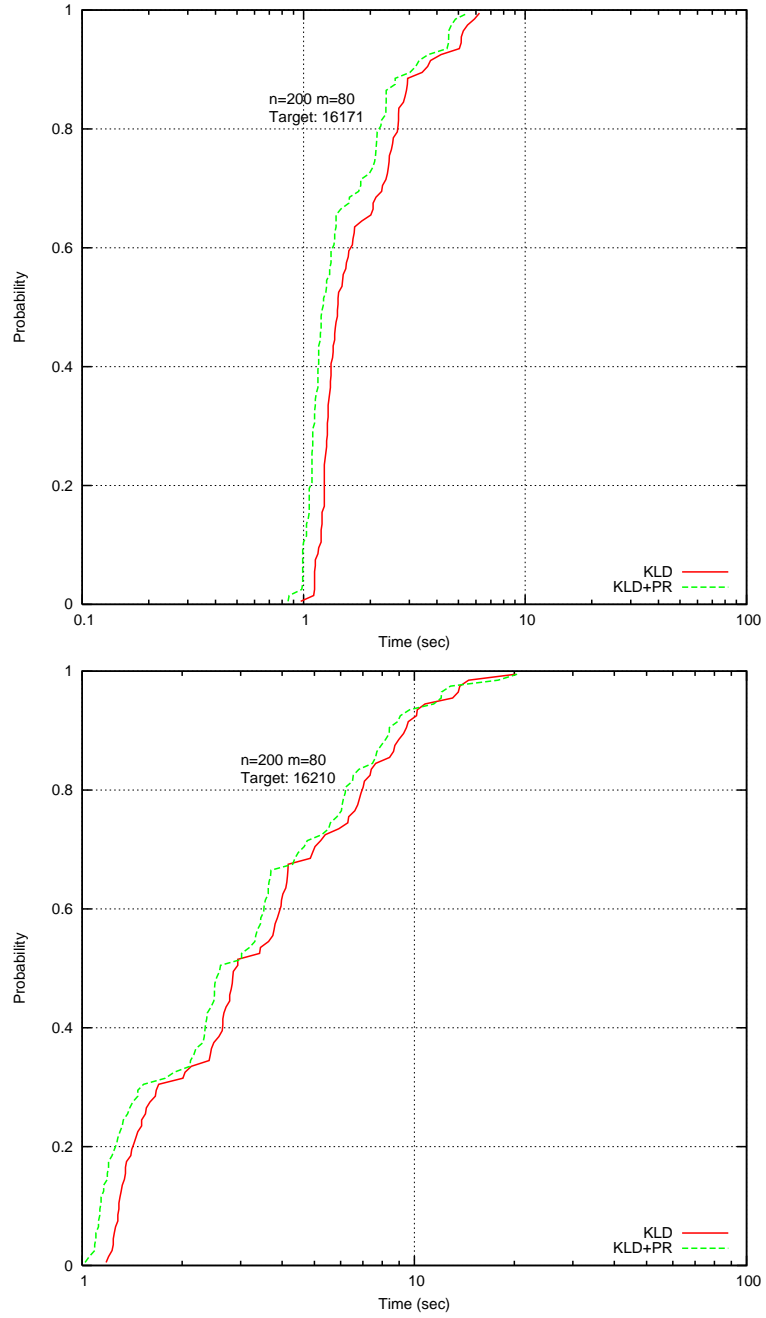 1
0.8
0.6
0.4
0.2
0
Probability
n=200 m=80
Target: 16171
KLD
KLD+PR
0.1
1
10
100
Time (sec)
1
0.8
0.6
0.4
0.2
0
Probability
n=200 m=80
Target: 16210
KLD
KLD+PR
1
10
100
Time (sec)